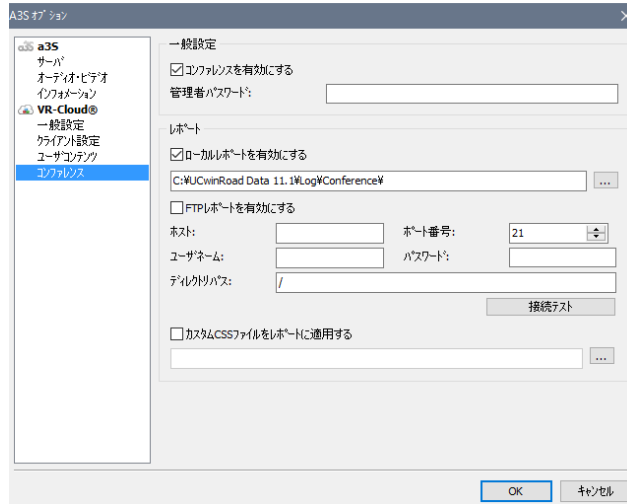 A3S オプション
a3S a3S
サーバ
オーディオ・ビデオ
インフォメーション
VR-Cloud®
一般設定
クライアント設定
ユーザコンテンツ
コンファレンス
一般設定
コンファレンスを有効にする
管理者パスワード:
レポート
ローカルレポートを有効にする
C:¥UCwinRoad Data 11.1¥Log¥Conference¥
...
FTPレポートを有効にする
ホスト: ポート番号: 21
ユーザネーム: パスワード:
ディレクトリパス: /
接続テスト
カスタムCSSファイルをレポートに適用する
...
OK キャンセル